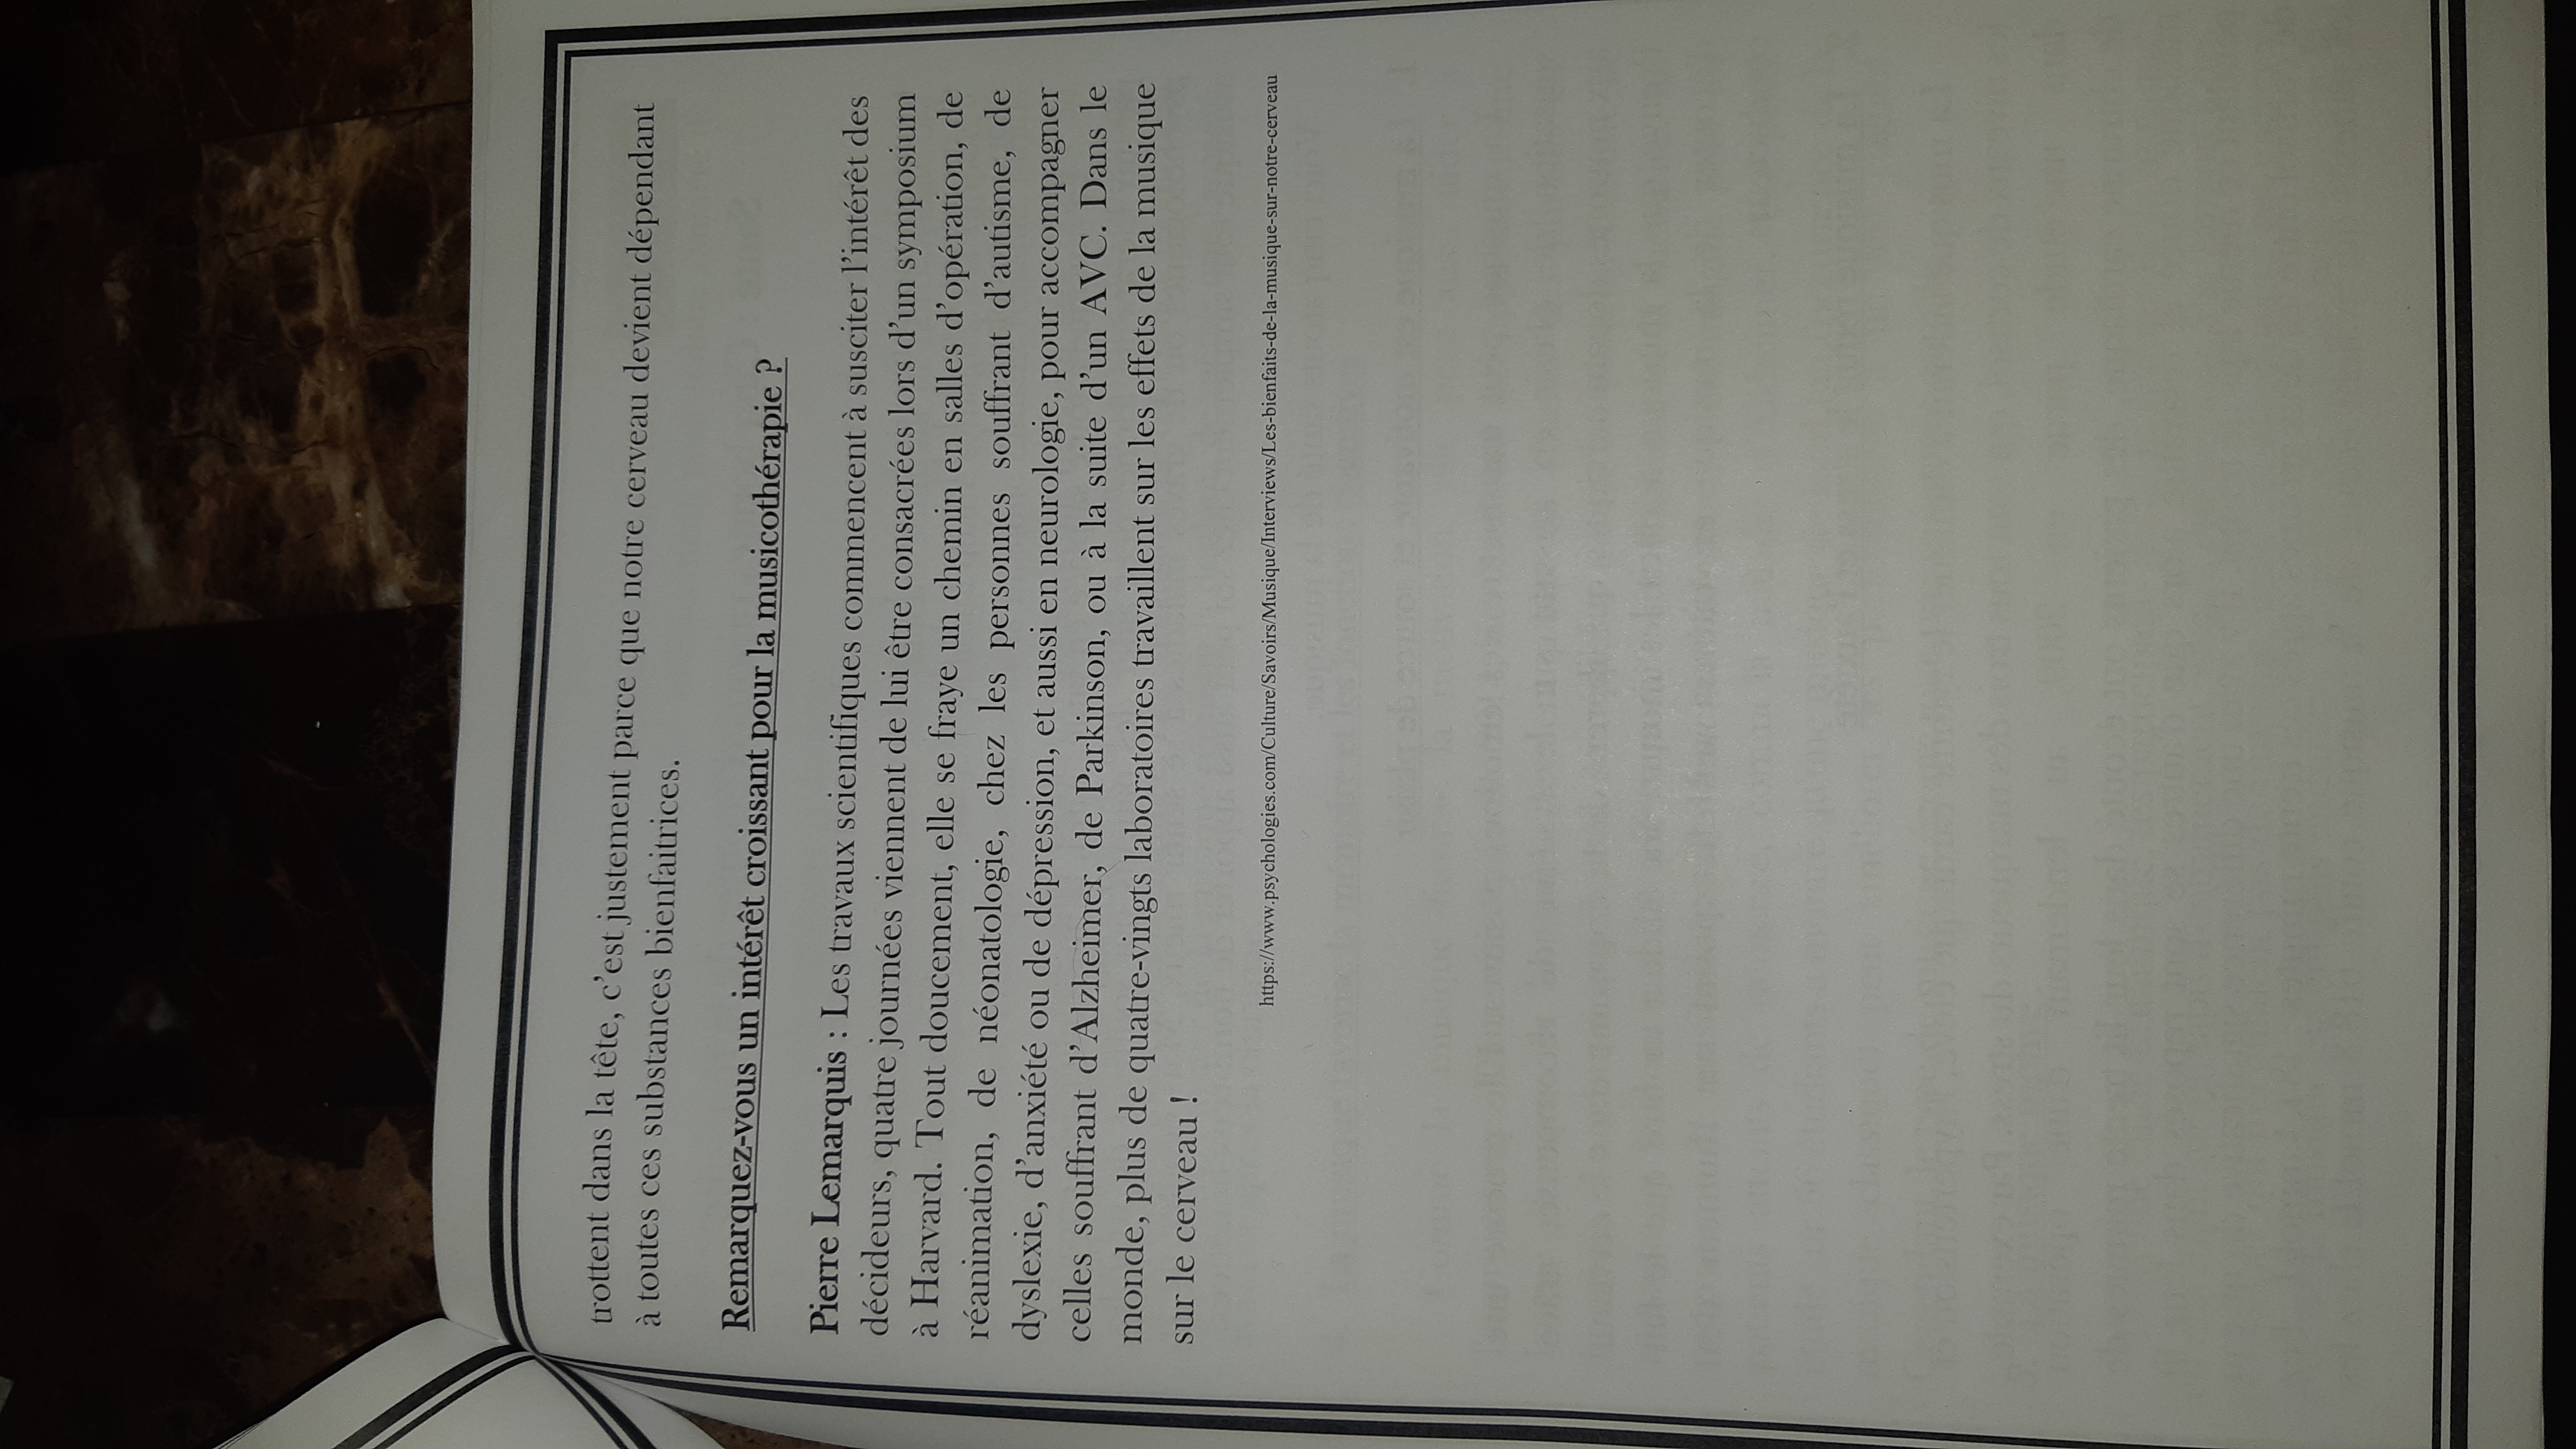 trottent dans la tête, c'est justement parce que notre cerveau devient dépendant
à toutes ces substances bienfaitrices.
Remarquez-vous un intérêt croissant pour la musicothérapie ?
Pierre Lemarquis : Les travaux scientifiques commencent à susciter l'intérêt des
décideurs, quatre journées viennent de lui être consacrées lors d'un symposium
à Harvard. Tout doucement, elle se fraye un chemin en salles d'opération, de
réanimation, de néonatologie, chez les personnes souffrant d'autisme, de
dyslexie, d'anxiété ou de dépression, et aussi en neurologie, pour accompagner
celles souffrant d'Alzheimer, de Parkinson, ou à la suite d'un AVC. Dans le
monde, plus de quatre-vingts laboratoires travaillent sur les effets de la musique
sur le cerveau !
https://www.psychologies.com/Culture/Savoirs/Musique/Interviews/Les-bienfaits-de-la-musique-sur-notre-cerveau